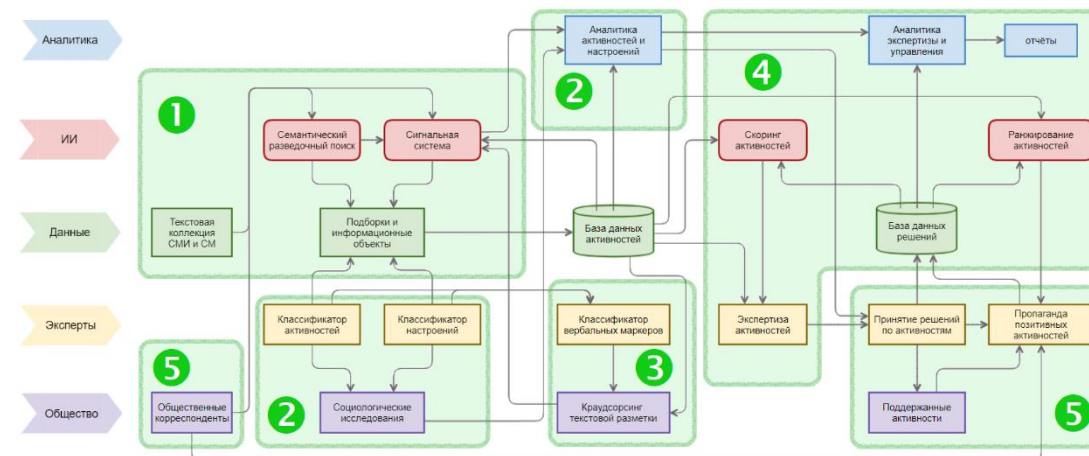 Аналитика
Аналитика
активностей и
настроений
Аналитика
экспертизы и
управления
отчёты
2
4
1
ИИ
Семантический
разведочный поиск
Сигнальная
система
Скоринг
активностей
Ранжирование
активностей
Данные
Текстовая
коллекция
СМИ и СМ
Подборки и
информационные
объекты
База данных
активностей
База данных
решений
Эксперты
Классификатор
активностей
Классификатор
настроений
Классификатор
вербальных маркеров
Экспертиза
активностей
Принятие решений
по активностям
Пропаганда
позитивных
активностей
5
3
Общество
Общественные
корреспонденты
2
Социологические
исследования
Краудсорсинг
текстовой разметки
Поддержанные
активности
5